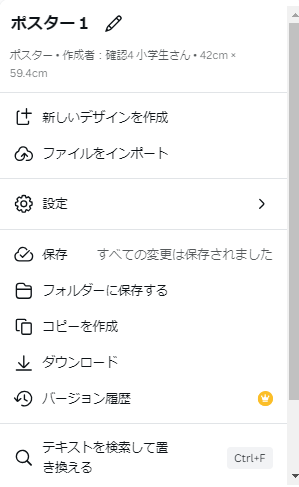 ポスター 1
ポスター • 作成者：確認4 小学生さん • 42cm ×
59.4cm
新しいデザインを作成
ファイルをインポート
設定
保存 すべての変更は保存されました
フォルダーに保存する
コピーを作成
ダウンロード
バージョン履歴
テキストを検索して置
き換える
Ctrl+F